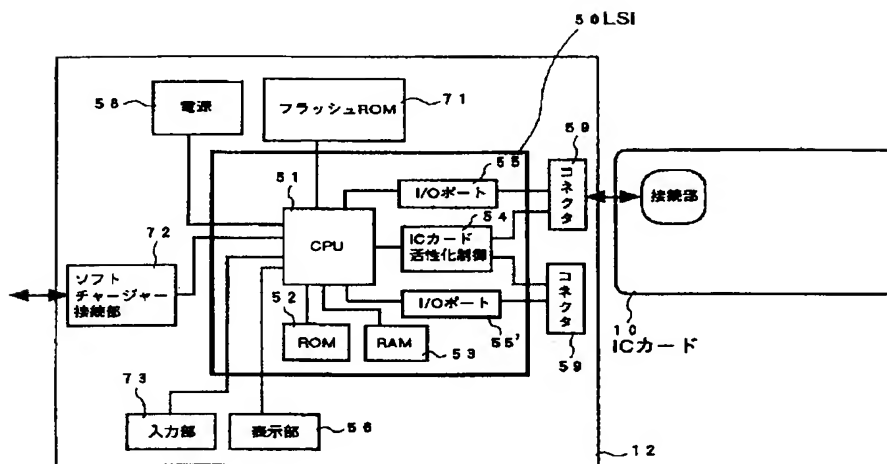 50 LSI
58
電源
フラッシュROM
71
59
コネクタ
接続部
55
I/Oポート
51
54
CPU
ICカード
活性化制御
72
ソフト
チャージャー
接続部
コネクタ
52
I/Oポート
55'
ROM
RAM
53
59
10
ICカード
73
入力部
表示部
56
12